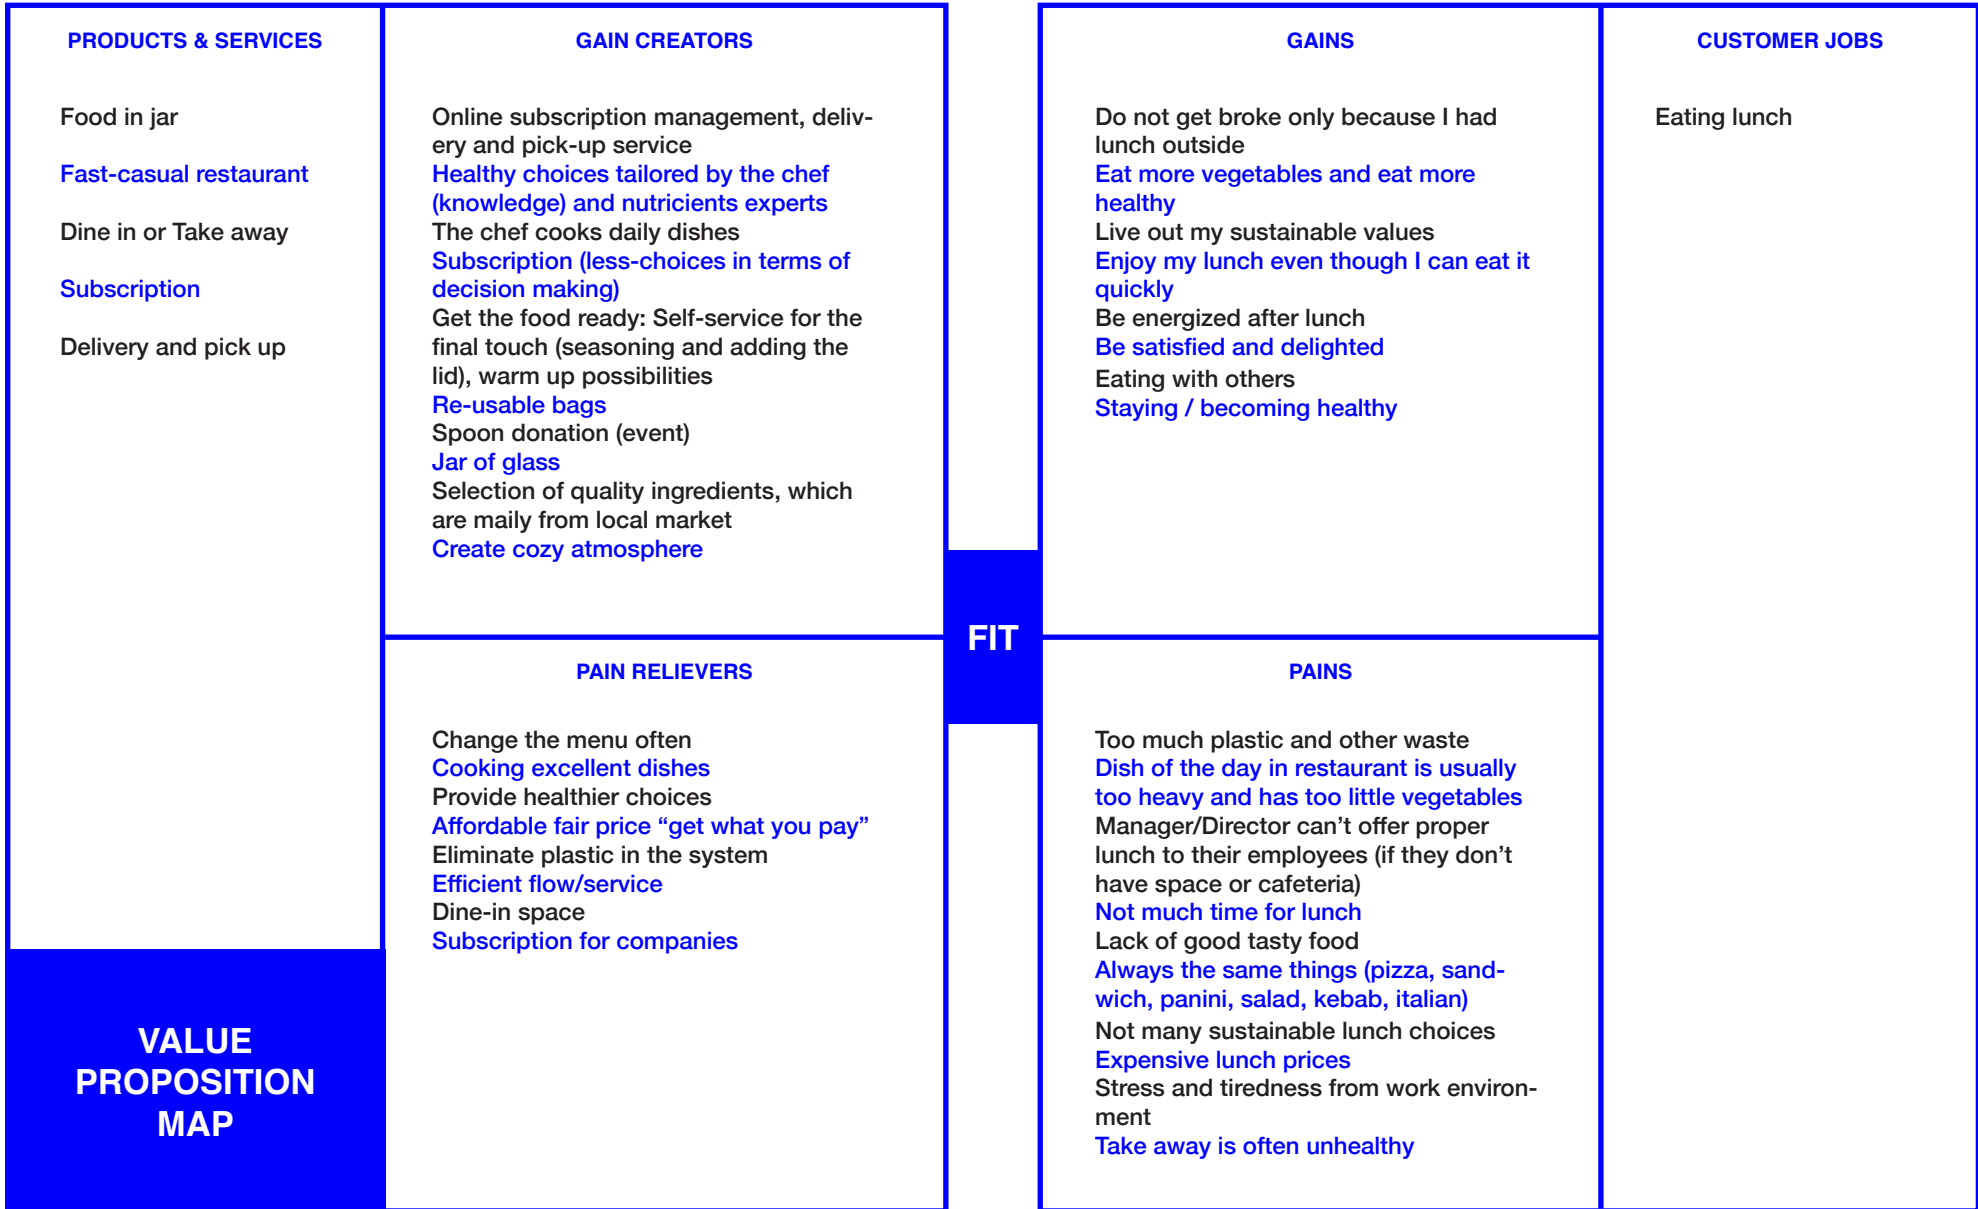 PRODUCTS & SERVICES
Food in jar
Fast-casual restaurant
Dine in or Take away
Subscription
Delivery and pick up
VALUE
PROPOSITION
MAP
GAIN CREATORS
Online subscription management, deliv-
ery and pick-up service
Healthy choices tailored by the chef
(knowledge) and nutricients experts
The chef cooks daily dishes
Subscription (less-choices in terms of
decision making)
Get the food ready: Self-service for the
final touch (seasoning and adding the
lid), warm up possibilities
Re-usable bags
Spoon donation (event)
Jar of glass
Selection of quality ingredients, which
are maily from local market
Create cozy atmosphere
PAIN RELIEVERS
Change the menu often
Cooking excellent dishes
Provide healthier choices
Affordable fair price “get what you pay”
Eliminate plastic in the system
Efficient flow/service
Dine-in space
Subscription for companies
FIT
GAINS
Do not get broke only because I had
lunch outside
Eat more vegetables and eat more
healthy
Live out my sustainable values
Enjoy my lunch even though I can eat it
quickly
Be energized after lunch
Be satisfied and delighted
Eating with others
Staying / becoming healthy
PAINS
Too much plastic and other waste
Dish of the day in restaurant is usually
too heavy and has too little vegetables
Manager/Director can’t offer proper
lunch to their employees (if they don’t
have space or cafeteria)
Not much time for lunch
Lack of good tasty food
Always the same things (pizza, sand-
wich, panini, salad, kebab, italian)
Not many sustainable lunch choices
Expensive lunch prices
Stress and tiredness from work environ-
ment
Take away is often unhealthy
CUSTOMER JOBS
Eating lunch